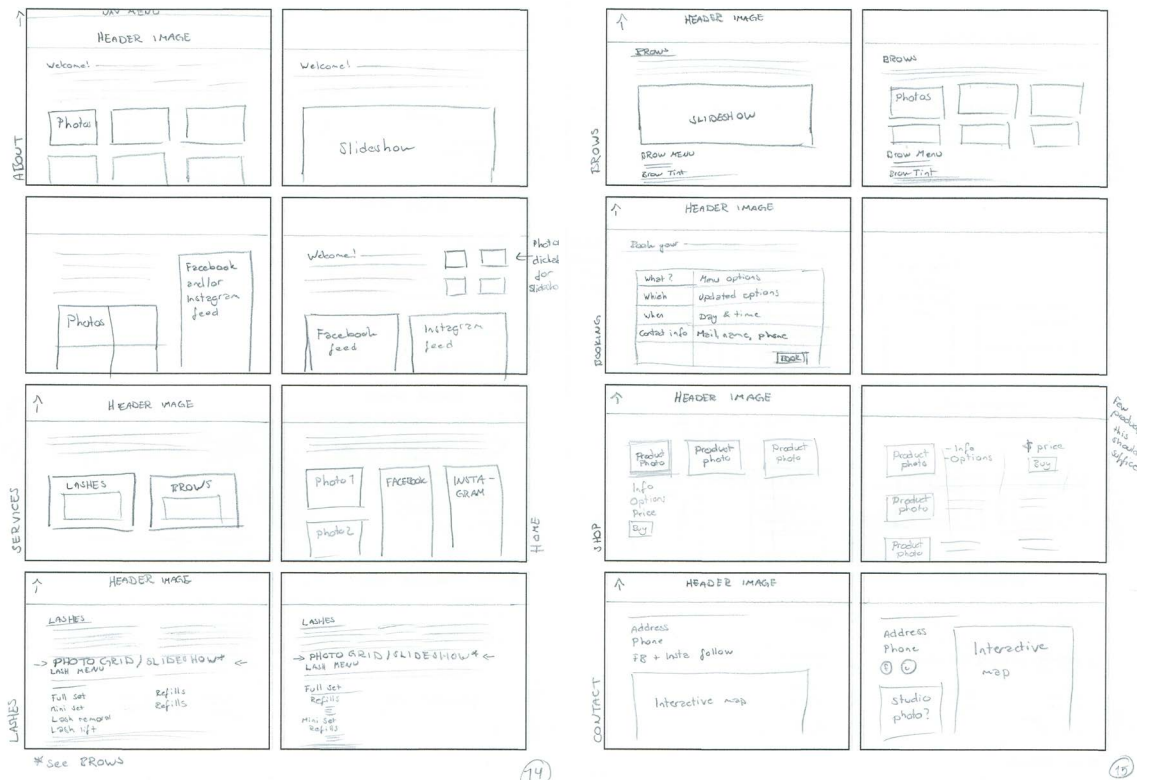 NAV MENU
HEADER IMAGE
Welcome!
Photos
ABOUT
Welcome!
Slideshow
Photos
Facebook
and/or
Instagram
feed
Welcome!
Photo
for
Facebook
feed
Instagram
feed
HEADER IMAGE
LASHES
BROWS
SERVICES
Photo 1
Photo 2
FACEBOOK
INSTA-
GRAM
HOME
HEADER IMAGE
LASHES
→ PHOTO GRID / SLIDESHOW* ←
LASH MENU
Full set
Mini set
Lash removal
Lash lift
Refills
Refills
LASHES
LASHES
→ PHOTO GRID / SLIDESHOW* ←
LASH MENU
Full set
Refills
Mini set
Refills
*See BROWS
14
HEADER IMAGE
BROWS
SLIDESHOW
BROW MENU
Brow Tint
BROWS
BROWS
Photos
Brow Menu
Brow Tint
HEADER IMAGE
Book your
What? Menu options
Which Updated options
When Day & time
Contact info Mail, name, phone
BOOK!
BOOKING
HEADER IMAGE
Product
Photo
Product
photo
Product
photo
Info
Options
Price
Buy
SHOP
Product
photo
- Info
- Options
$ price
Buy
Product
photo
Product
photo
Few
this
should
HEADER IMAGE
Address
Phone
FB + Insta follow
Interactive map
CONTACT
Address
Phone
Studio
photo?
Interactive
map
15